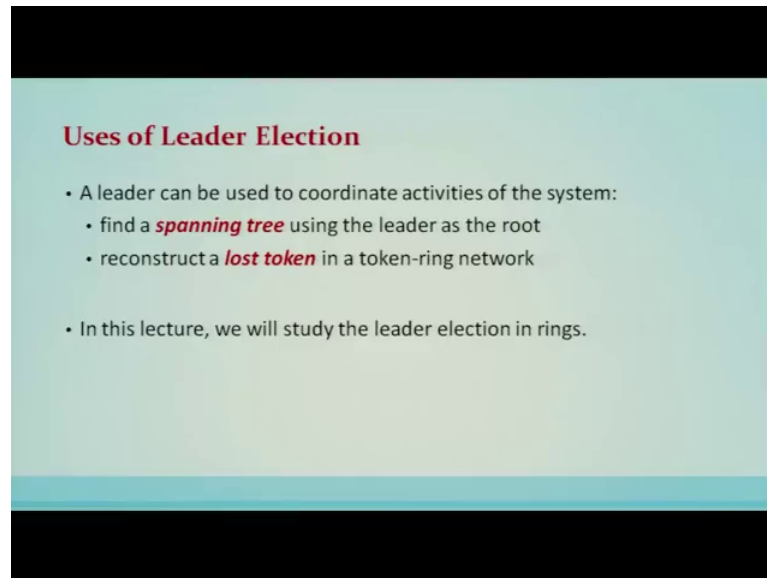 Uses of Leader Election
• A leader can be used to coordinate activities of the system:
• find a spanning tree using the leader as the root
• reconstruct a lost token in a token-ring network
• In this lecture, we will study the leader election in rings.